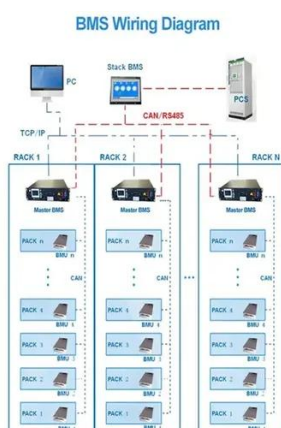 BMS Wiring Diagram
PC
Stack BMS
PCS
CAN/RS485
TCP/IP
RACK 1
RACK 2
RACK N
Master BMS
Master BMS
Master BMS
PACK n
BMU n
PACK n
BMU n
PACK n
BMU n
CAN
CAN
CAN
PACK 4
BMU 4
PACK 4
BMU 4
PACK 4
BMU 4
PACK 3
BMU 3
PACK 3
BMU 3
PACK 3
BMU 3
PACK 2
BMU 2
PACK 2
BMU 2
PACK 2
BMU 2
PACK 1
PACK 1
PACK 1